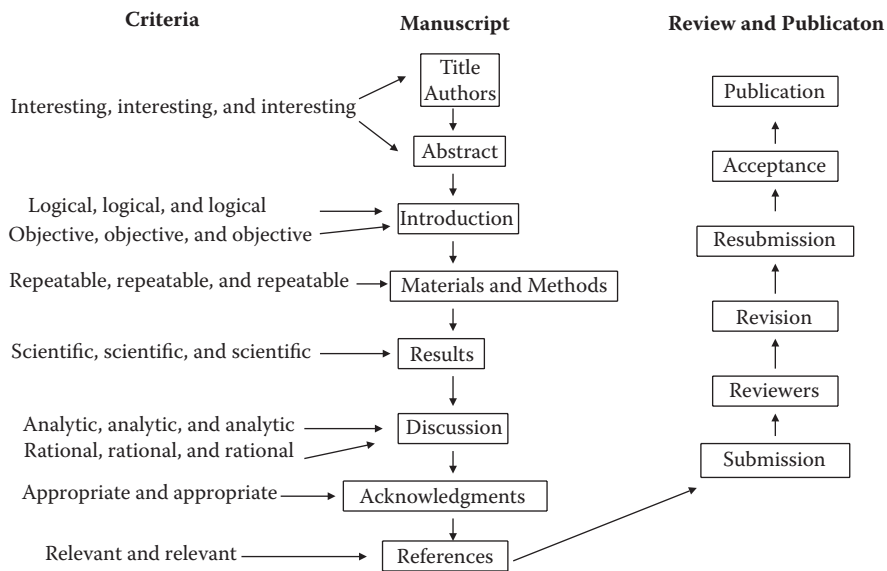 Criteria
Manuscript
Review and Publicaton
Title
Authors
Interesting, interesting, and interesting
Publication
Abstract
Acceptance
Logical, logical, and logical
Objective, objective, and objective
Introduction
Resubmission
Repeatable, repeatable, and repeatable
Materials and Methods
Revision
Scientific, scientific, and scientific
Results
Reviewers
Analytic, analytic, and analytic
Rational, rational, and rational
Discussion
Submission
Appropriate and appropriate
Acknowledgments
Relevant and relevant
References